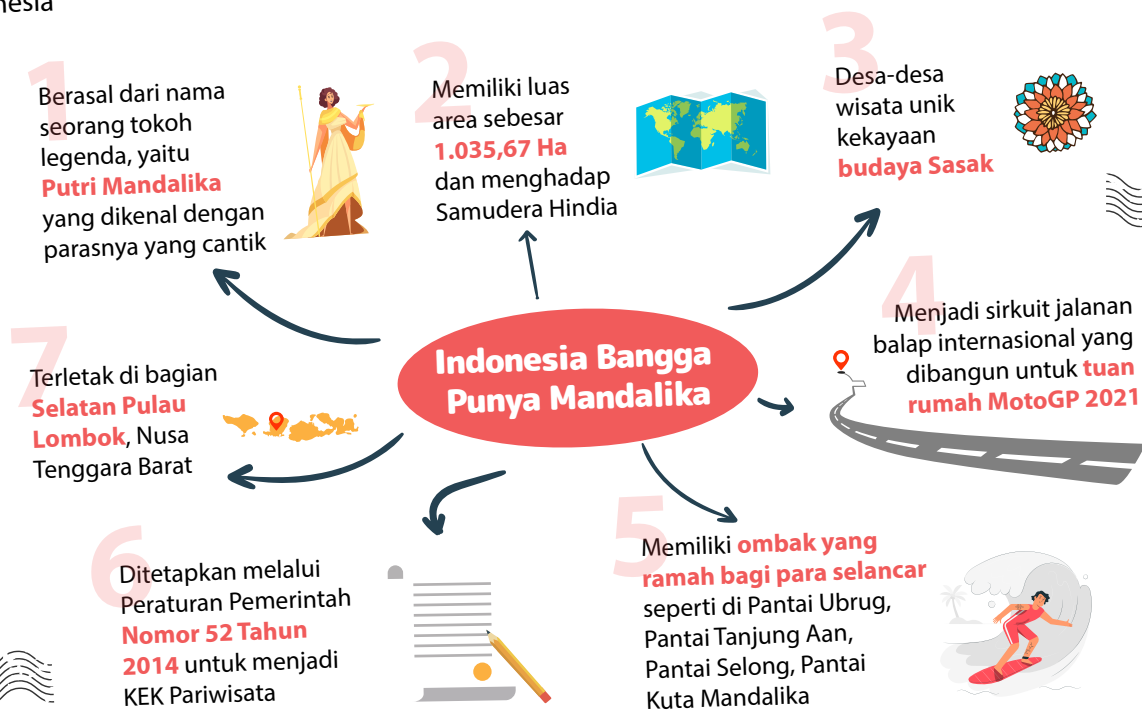 1
Berasal dari nama
seorang tokoh
legenda, yaitu
Putri Mandalika
yang dikenal dengan
parasnya yang cantik
2
Memiliki luas
area sebesar
1.035,67 Ha
dan menghadap
Samudera Hindia
3
Desa-desa
wisata unik
kekayaan
budaya Sasak
4
Menjadi sirkuit jalanan
balap internasional yang
dibangun untuk tuan
rumah MotoGP 2021
Indonesia Bangga
Punya Mandalika
7
Terletak di bagian
Selatan Pulau
Lombok, Nusa
Tenggara Barat
6
Ditetapkan melalui
Peraturan Pemerintah
Nomor 52 Tahun
2014 untuk menjadi
KEK Pariwisata
5
Memiliki ombak yang
ramah bagi para selancar
seperti di Pantai Ubrug,
Pantai Tanjung Aan,
Pantai Selong, Pantai
Kuta Mandalika